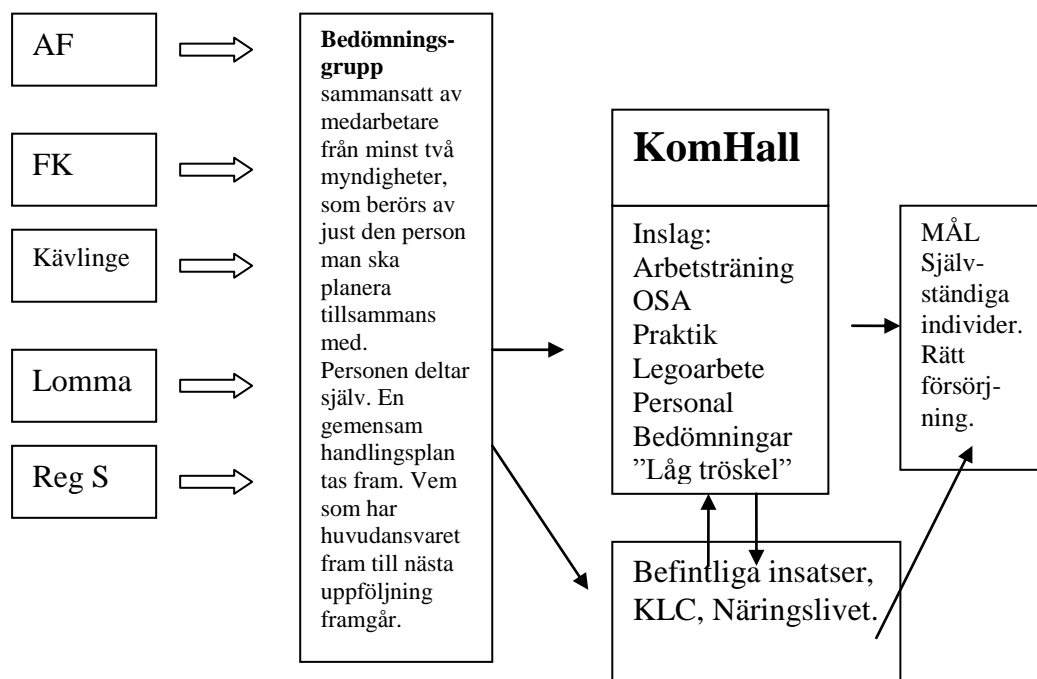 AF
FK
Kävlinge
Lomma
Reg S
Bedömnings-
grupp
sammansatt av
medarbetare
från minst två
myndigheter,
som berörs av
just den person
man ska
planera
tillsammans
med.
Personen deltar
själv. En
gemensam
handlingsplan
tas fram. Vem
som har
huvudansvaret
fram till nästa
uppföljning
framgår.
KomHall
Inslag:
Arbetsträning
OSA
Praktik
Legoarbete
Personal
Bedömningar
”Låg tröskel”
Befintliga insatser,
KLC, Näringslivet.
MÅL
Själv-
ständiga
individer.
Rätt
försörj-
ning.